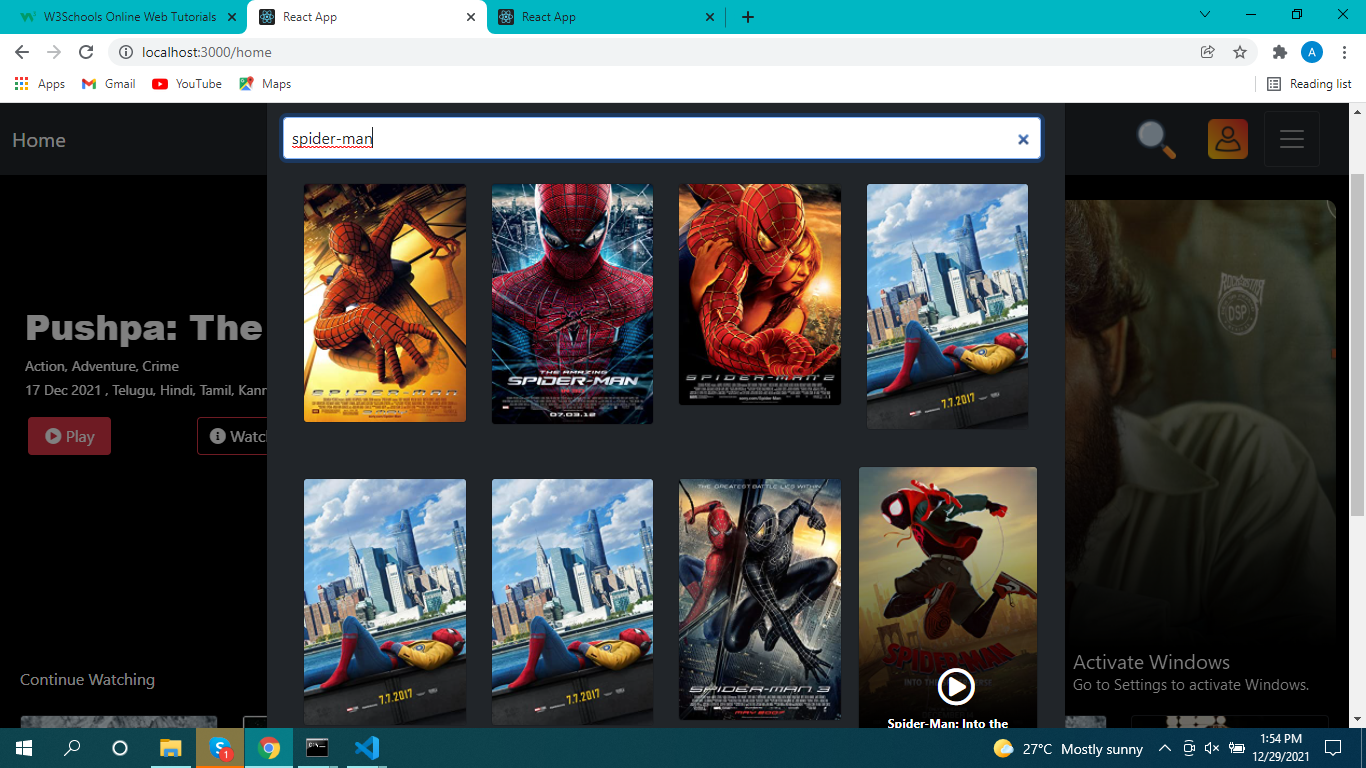 W3Schools Online Web Tutorials
React App
React App
localhost:3000/home
A
Apps
Gmail
YouTube
Maps
Reading list
Home
spider-man
SPIDER-MAN
THE AMAZING
SPIDER-MAN
07.03.12
SPIDER-MAN 2
7.7.2017
DSP
Pushpa: The
Action, Adventure, Crime
17 Dec 2021 , Telugu, Hindi, Tamil, Kann
Play
Watc
7.7.2017
7.7.2017
THE GREATEST BATTLE LIES WITHIN
SPIDER-MAN 3
MAY 2007
SPIDER-MAN
Spider-Man: Into the
Continue Watching
Activate Windows
Go to Settings to activate Windows.
1
27°C Mostly sunny
1:54 PM
12/29/2021